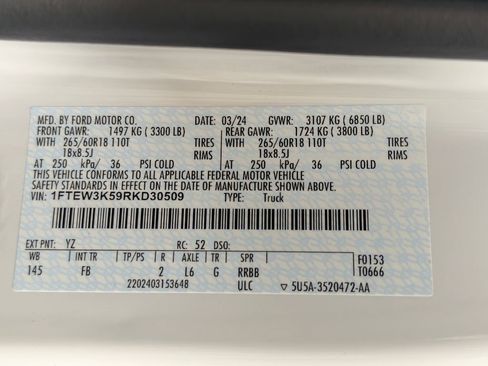 MFD. BY FORD MOTOR CO. DATE: 03/24 GVWR: 3107 KG ( 6850 LB)
FRONT GAWR: 1497 KG ( 3300 LB) REAR GAWR: 1724 KG ( 3800 LB)
WITH 265/60R18 110T TIRES WITH 265/60R18 110T TIRES
18x8.5J RIMS 18x8.5J RIMS
AT 250 kPa/ 36 PSI COLD AT 250 kPa/ 36 PSI COLD
THIS VEHICLE CONFORMS TO ALL APPLICABLE FEDERAL MOTOR VEHICLE
SAFETY STANDARDS IN EFFECT ON THE DATE OF MANUFACTURE SHOWN ABOVE.
VIN: 1FTEW3K59RKD30509 TYPE: Truck
EXT PNT: YZ RC: 52 DSO: F0153
WB INT TR TP/PS R AXLE TR SPR T0666
145 FB 2 L6 G RRBB
2202403153648 ULC ▽ 5U5A-3520472-AA